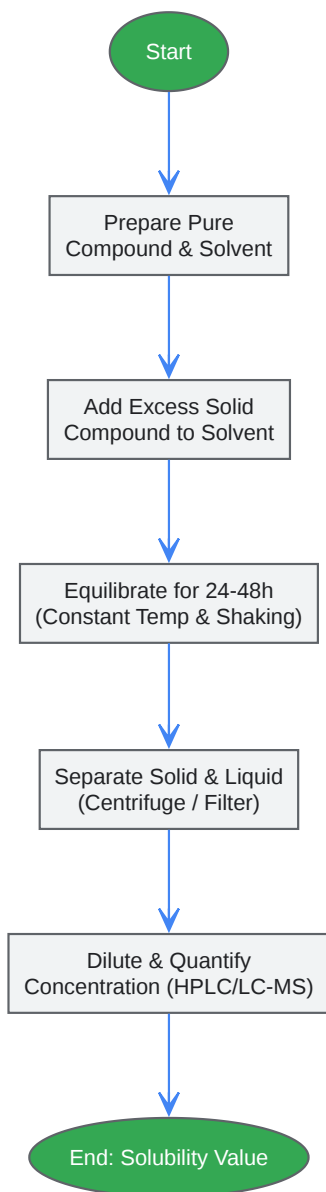 Start
Prepare Pure
Compound & Solvent
Add Excess Solid
Compound to Solvent
Equilibrate for 24-48h
(Constant Temp & Shaking)
Separate Solid & Liquid
(Centrifuge / Filter)
Dilute & Quantify
Concentration (HPLC/LC-MS)
End: Solubility Value